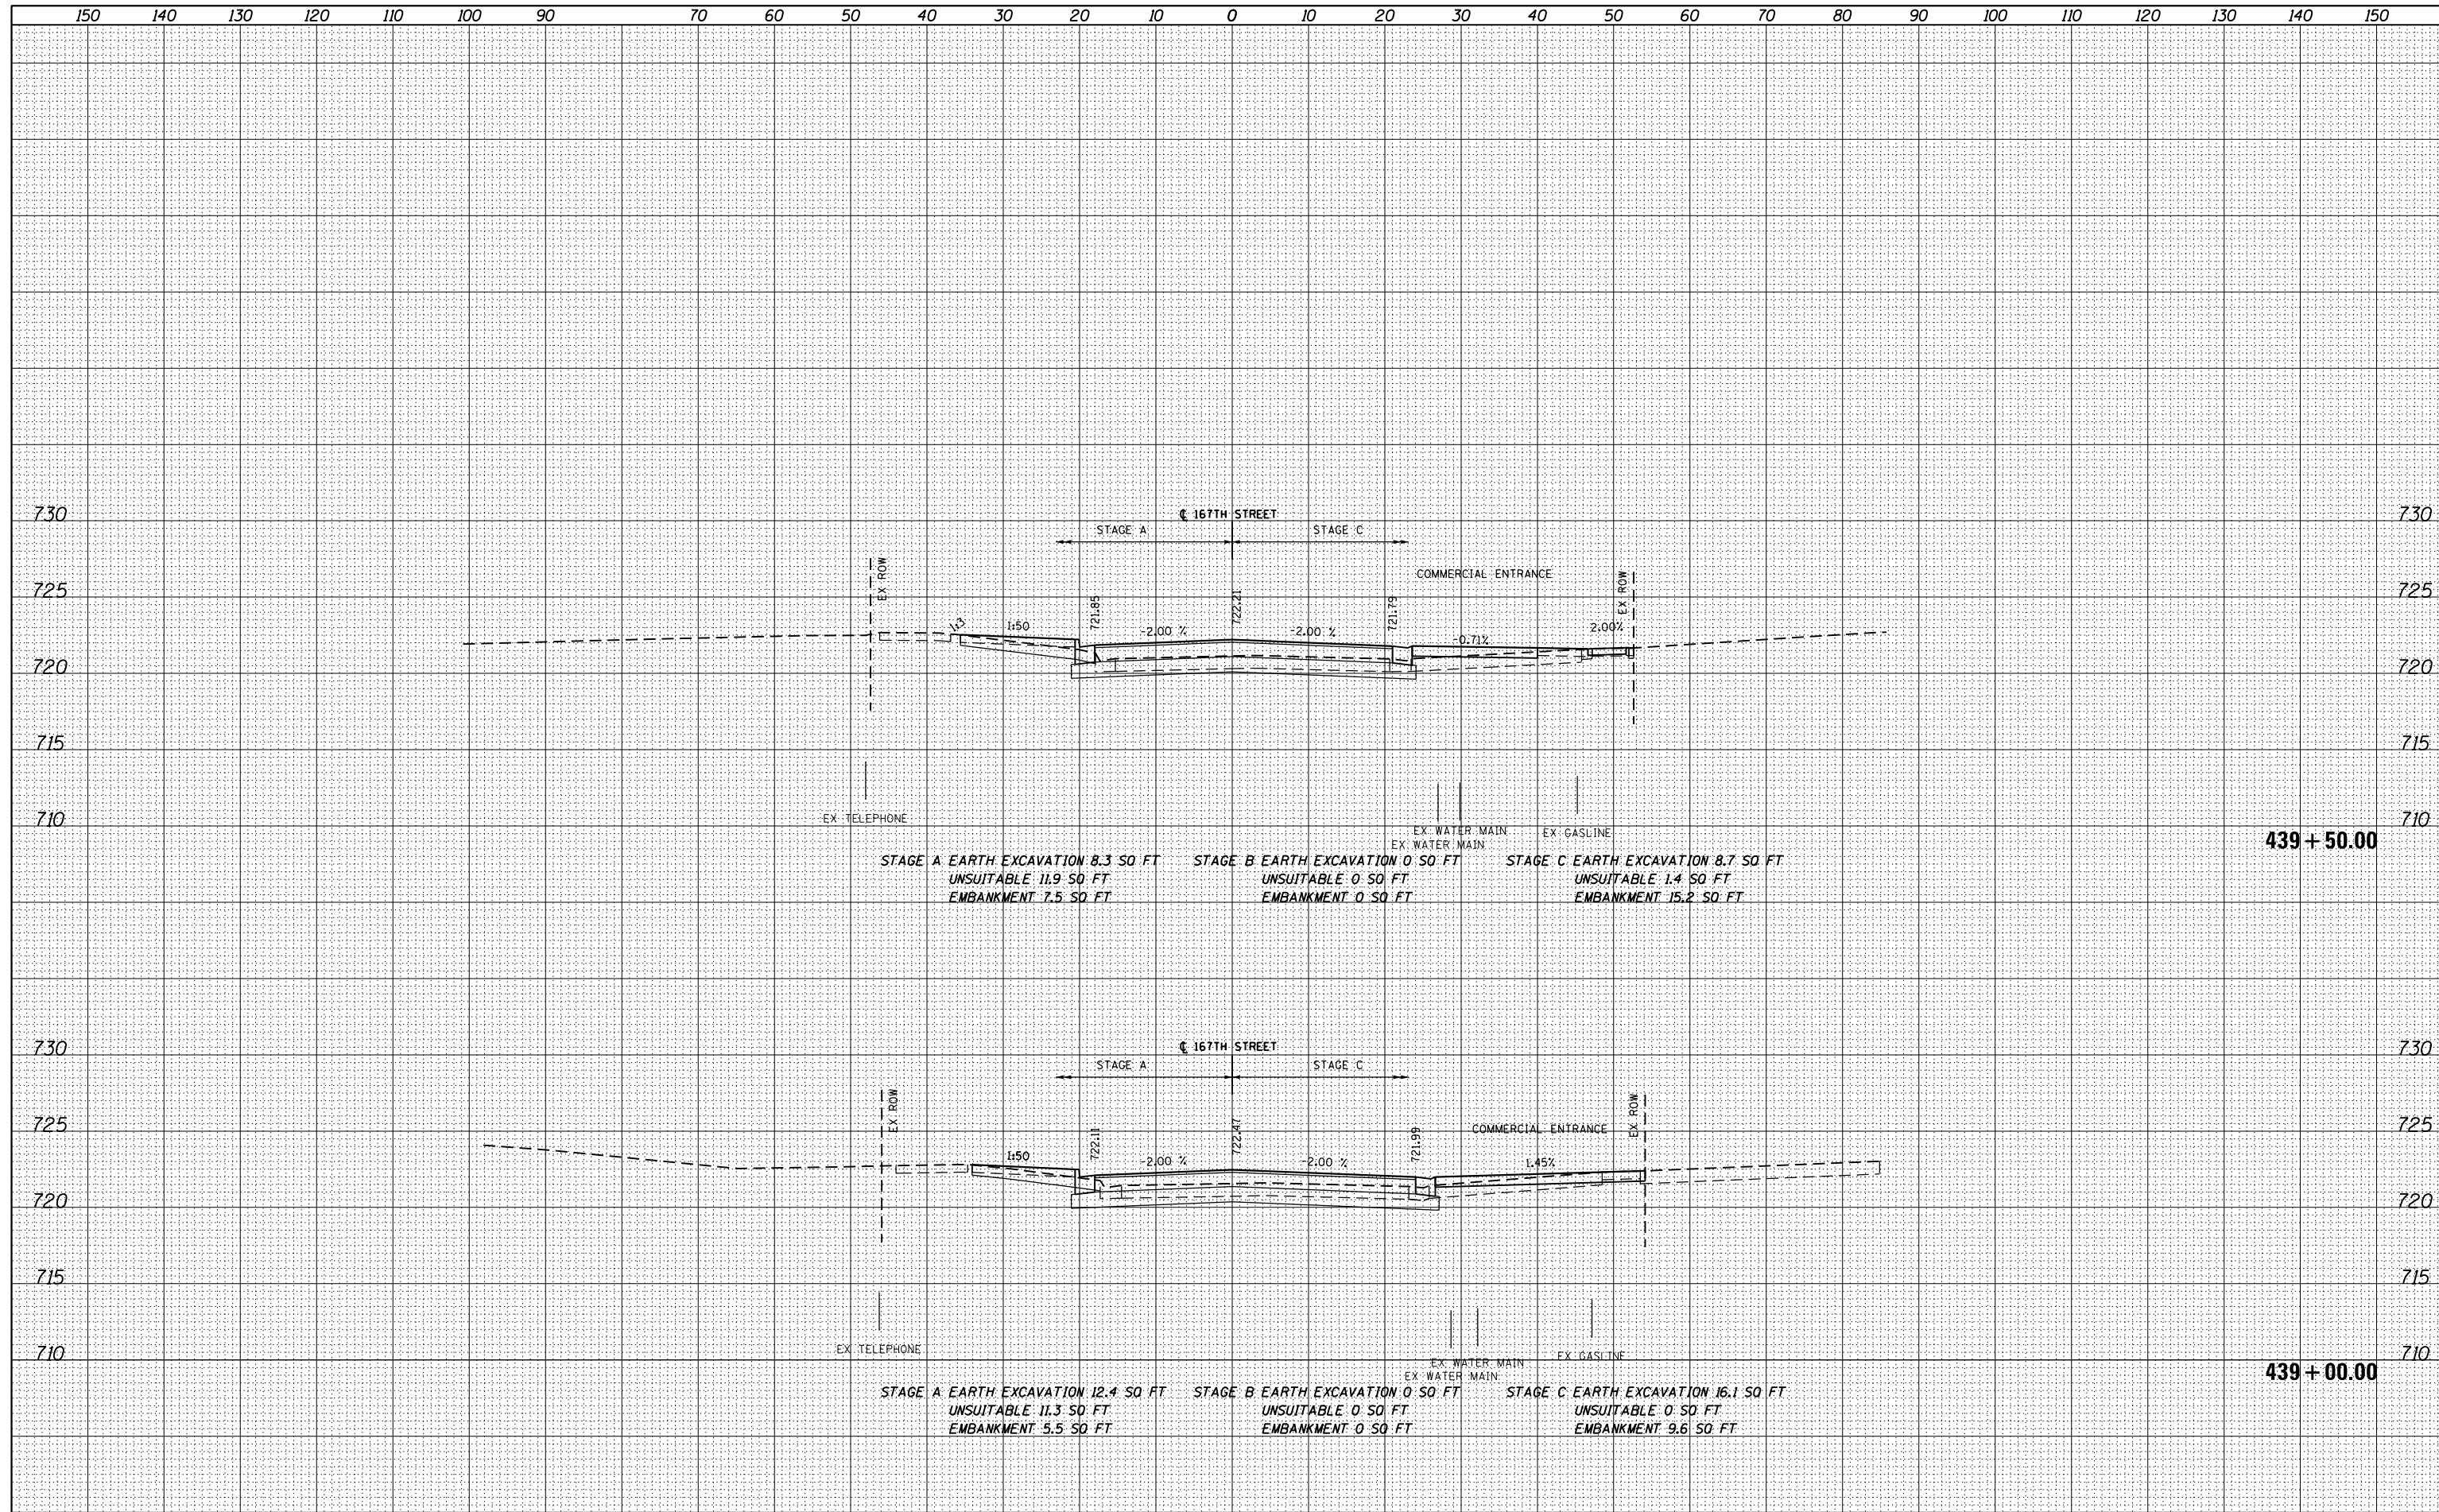 150 140 130 120 110 100 90 70 60 50 40 30 20 10 0 10 20 30 40 50 60 70 80 90 100 110 120 130 140 150
730 730
℄ 167TH STREET
STAGE A STAGE C
725 725
EX ROW
COMMERCIAL ENTRANCE
EX ROW
1:3 1:50 721.85 -2.00 % 722.21 -2.00 % 721.79 -0.71% 2.00%
720 720
715 715
710 710
EX TELEPHONE
EX WATER MAIN
EX WATER MAIN
EX GASLINE
439+50.00
STAGE A EARTH EXCAVATION 8.3 SQ FT
UNSUITABLE 11.9 SQ FT
EMBANKMENT 7.5 SQ FT
STAGE B EARTH EXCAVATION 0 SQ FT
UNSUITABLE 0 SQ FT
EMBANKMENT 0 SQ FT
STAGE C EARTH EXCAVATION 8.7 SQ FT
UNSUITABLE 1.4 SQ FT
EMBANKMENT 15.2 SQ FT
730 730
℄ 167TH STREET
STAGE A STAGE C
725 725
EX ROW
COMMERCIAL ENTRANCE
EX ROW
1:50 722.11 -2.00 % 722.47 -2.00 % 721.99 1.45%
720 720
715 715
710 710
EX TELEPHONE
EX WATER MAIN
EX WATER MAIN
EX GASLINE
439+00.00
STAGE A EARTH EXCAVATION 12.4 SQ FT
UNSUITABLE 11.3 SQ FT
EMBANKMENT 5.5 SQ FT
STAGE B EARTH EXCAVATION 0 SQ FT
UNSUITABLE 0 SQ FT
EMBANKMENT 0 SQ FT
STAGE C EARTH EXCAVATION 16.1 SQ FT
UNSUITABLE 0 SQ FT
EMBANKMENT 9.6 SQ FT